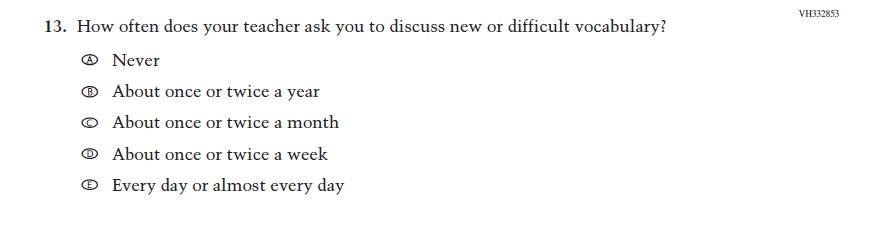 VH332853
13. How often does your teacher ask you to discuss new or difficult vocabulary?
A Never
B About once or twice a year
C About once or twice a month
D About once or twice a week
E Every day or almost every day